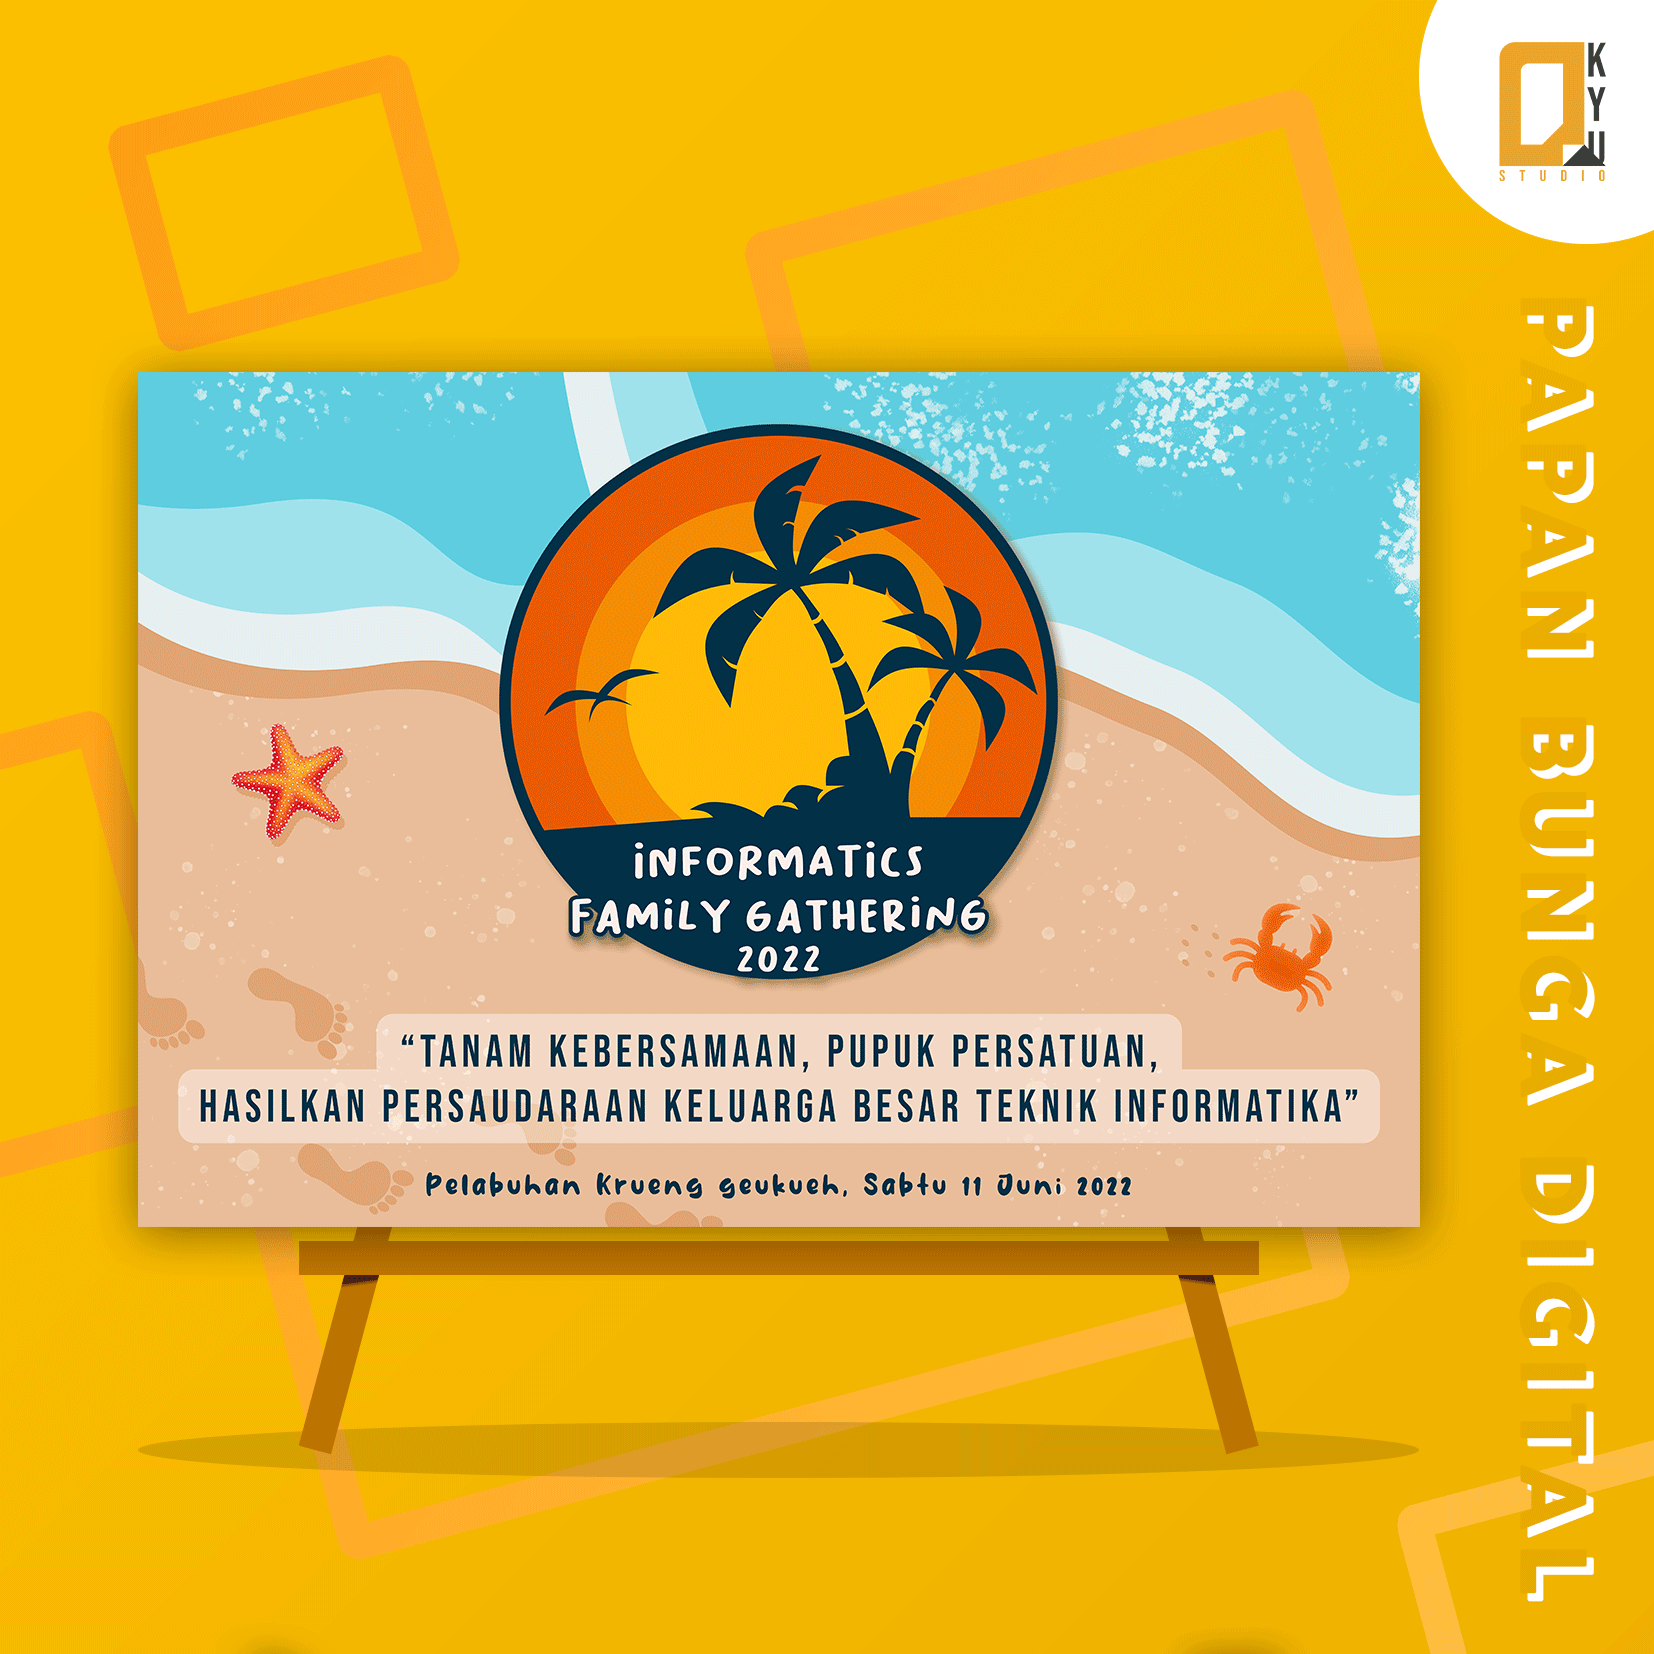 KYU
STUDIO
PAPAN BUNGA DIGITAL
INFORMATICS
FAMILY GATHERING
2022
“TANAM KEBERSAMAAN, PUPUK PERSATUAN,
HASILKAN PERSAUDARAAN KELUARGA BESAR TEKNIK INFORMATIKA”
Pelabuhan Krueng geukueh, Sabtu 11 Juni 2022